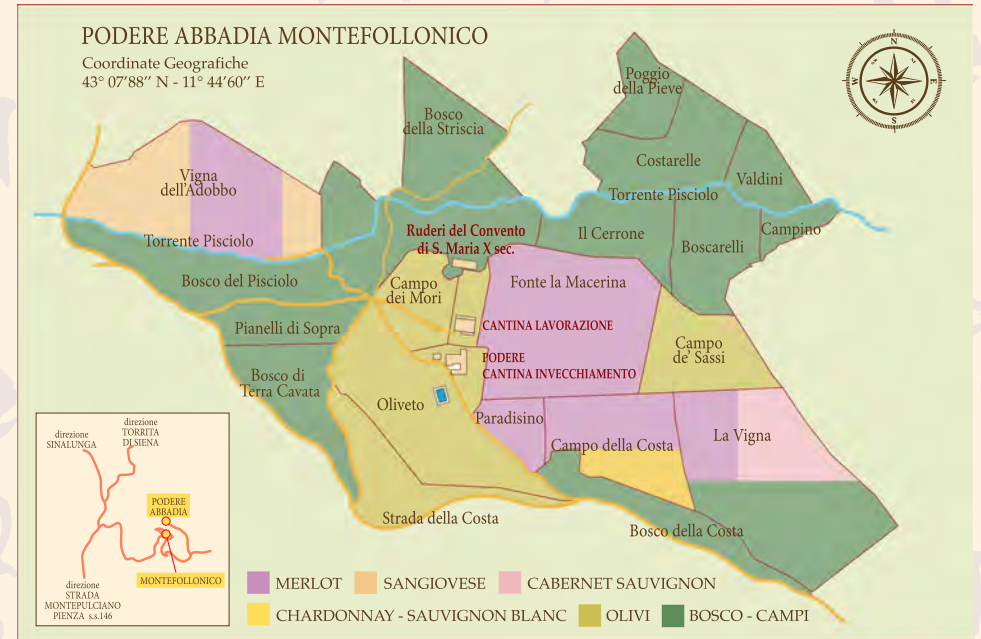 PODERE ABBADIA MONTEFOLLONICO
Coordinate Geografiche
43° 07'88'' N - 11° 44'60'' E
N
E
S
W
Poggio
della Pieve
Bosco
della Striscia
Costarelle
Valdini
Vigna
dell'Adobbo
Torrente Pisciolo
Campino
Ruderi del Convento
di S. Maria X sec.
Il Cerrone
Boscarelli
Torrente Pisciolo
Bosco del Pisciolo
Campo
dei Mori
Fonte la Macerina
Pianelli di Sopra
CANTINA LAVORAZIONE
Campo
de' Sassi
PODERE
CANTINA INVECCHIAMENTO
Bosco di
Terra Cavata
Oliveto
Paradisino
Campo della Costa
La Vigna
Strada della Costa
Bosco della Costa
direzione
SINALUNGA
direzione
TORRITA
DI SIENA
PODERE
ABBADIA
MONTEFOLLONICO
direzione
STRADA
MONTEPULCIANO
PIENZA s.s.146
MERLOT
SANGIOVESE
CABERNET SAUVIGNON
CHARDONNAY - SAUVIGNON BLANC
OLIVI
BOSCO - CAMPI